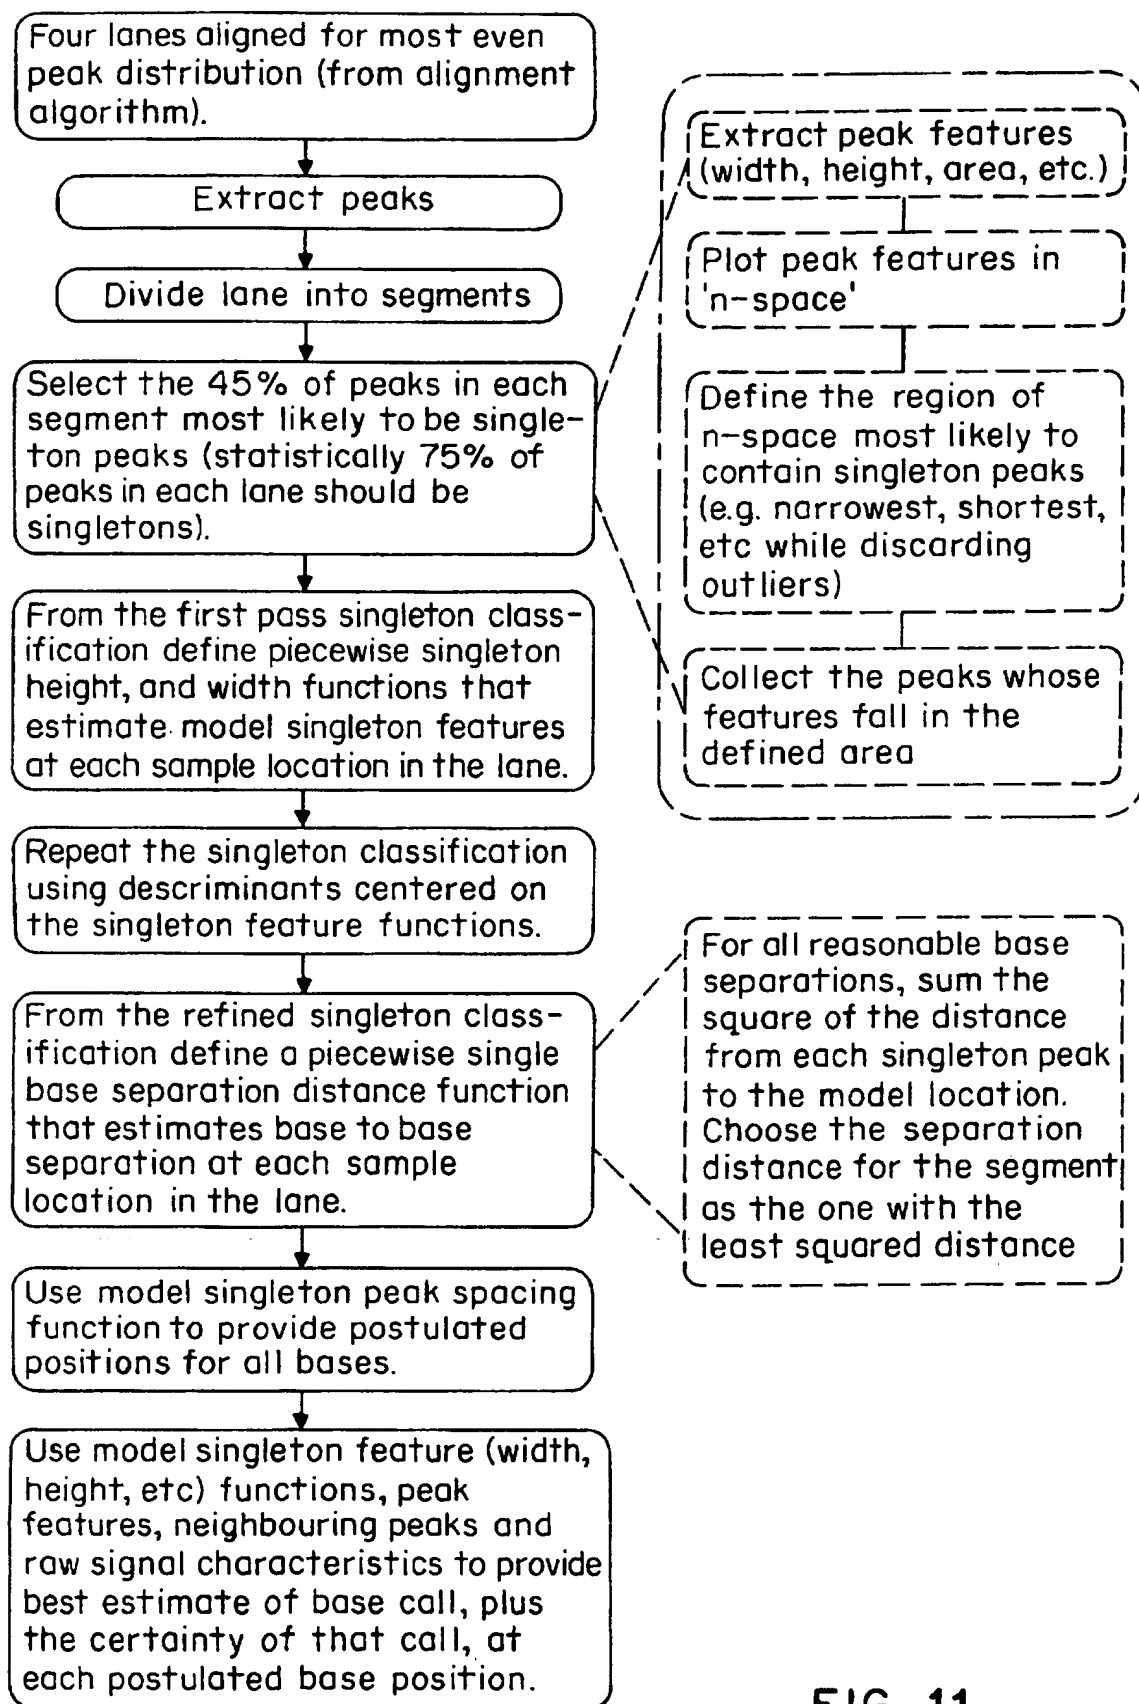 Four lanes aligned for most even
peak distribution (from alignment
algorithm).
Extract peaks
Divide lane into segments
Select the 45% of peaks in each
segment most likely to be single-
ton peaks (statistically 75% of
peaks in each lane should be
singletons).
From the first pass singleton class-
ification define piecewise singleton
height, and width functions that
estimate model singleton features
at each sample location in the lane.
Repeat the singleton classification
using descriminants centered on
the singleton feature functions.
From the refined singleton class-
ification define a piecewise single
base separation distance function
that estimates base to base
separation at each sample
location in the lane.
Use model singleton peak spacing
function to provide postulated
positions for all bases.
Use model singleton feature (width,
height, etc) functions, peak
features, neighbouring peaks and
raw signal characteristics to provide
best estimate of base call, plus
the certainty of that call, at
each postulated base position.
Extract peak features
(width, height, area, etc.)
Plot peak features in
'n-space'
Define the region of
n-space most likely to
contain singleton peaks
(e.g. narrowest, shortest,
etc while discarding
outliers)
Collect the peaks whose
features fall in the
defined area
For all reasonable base
separations, sum the
square of the distance
from each singleton peak
to the model location.
Choose the separation
distance for the segment
as the one with the
least squared distance
FIG. 11